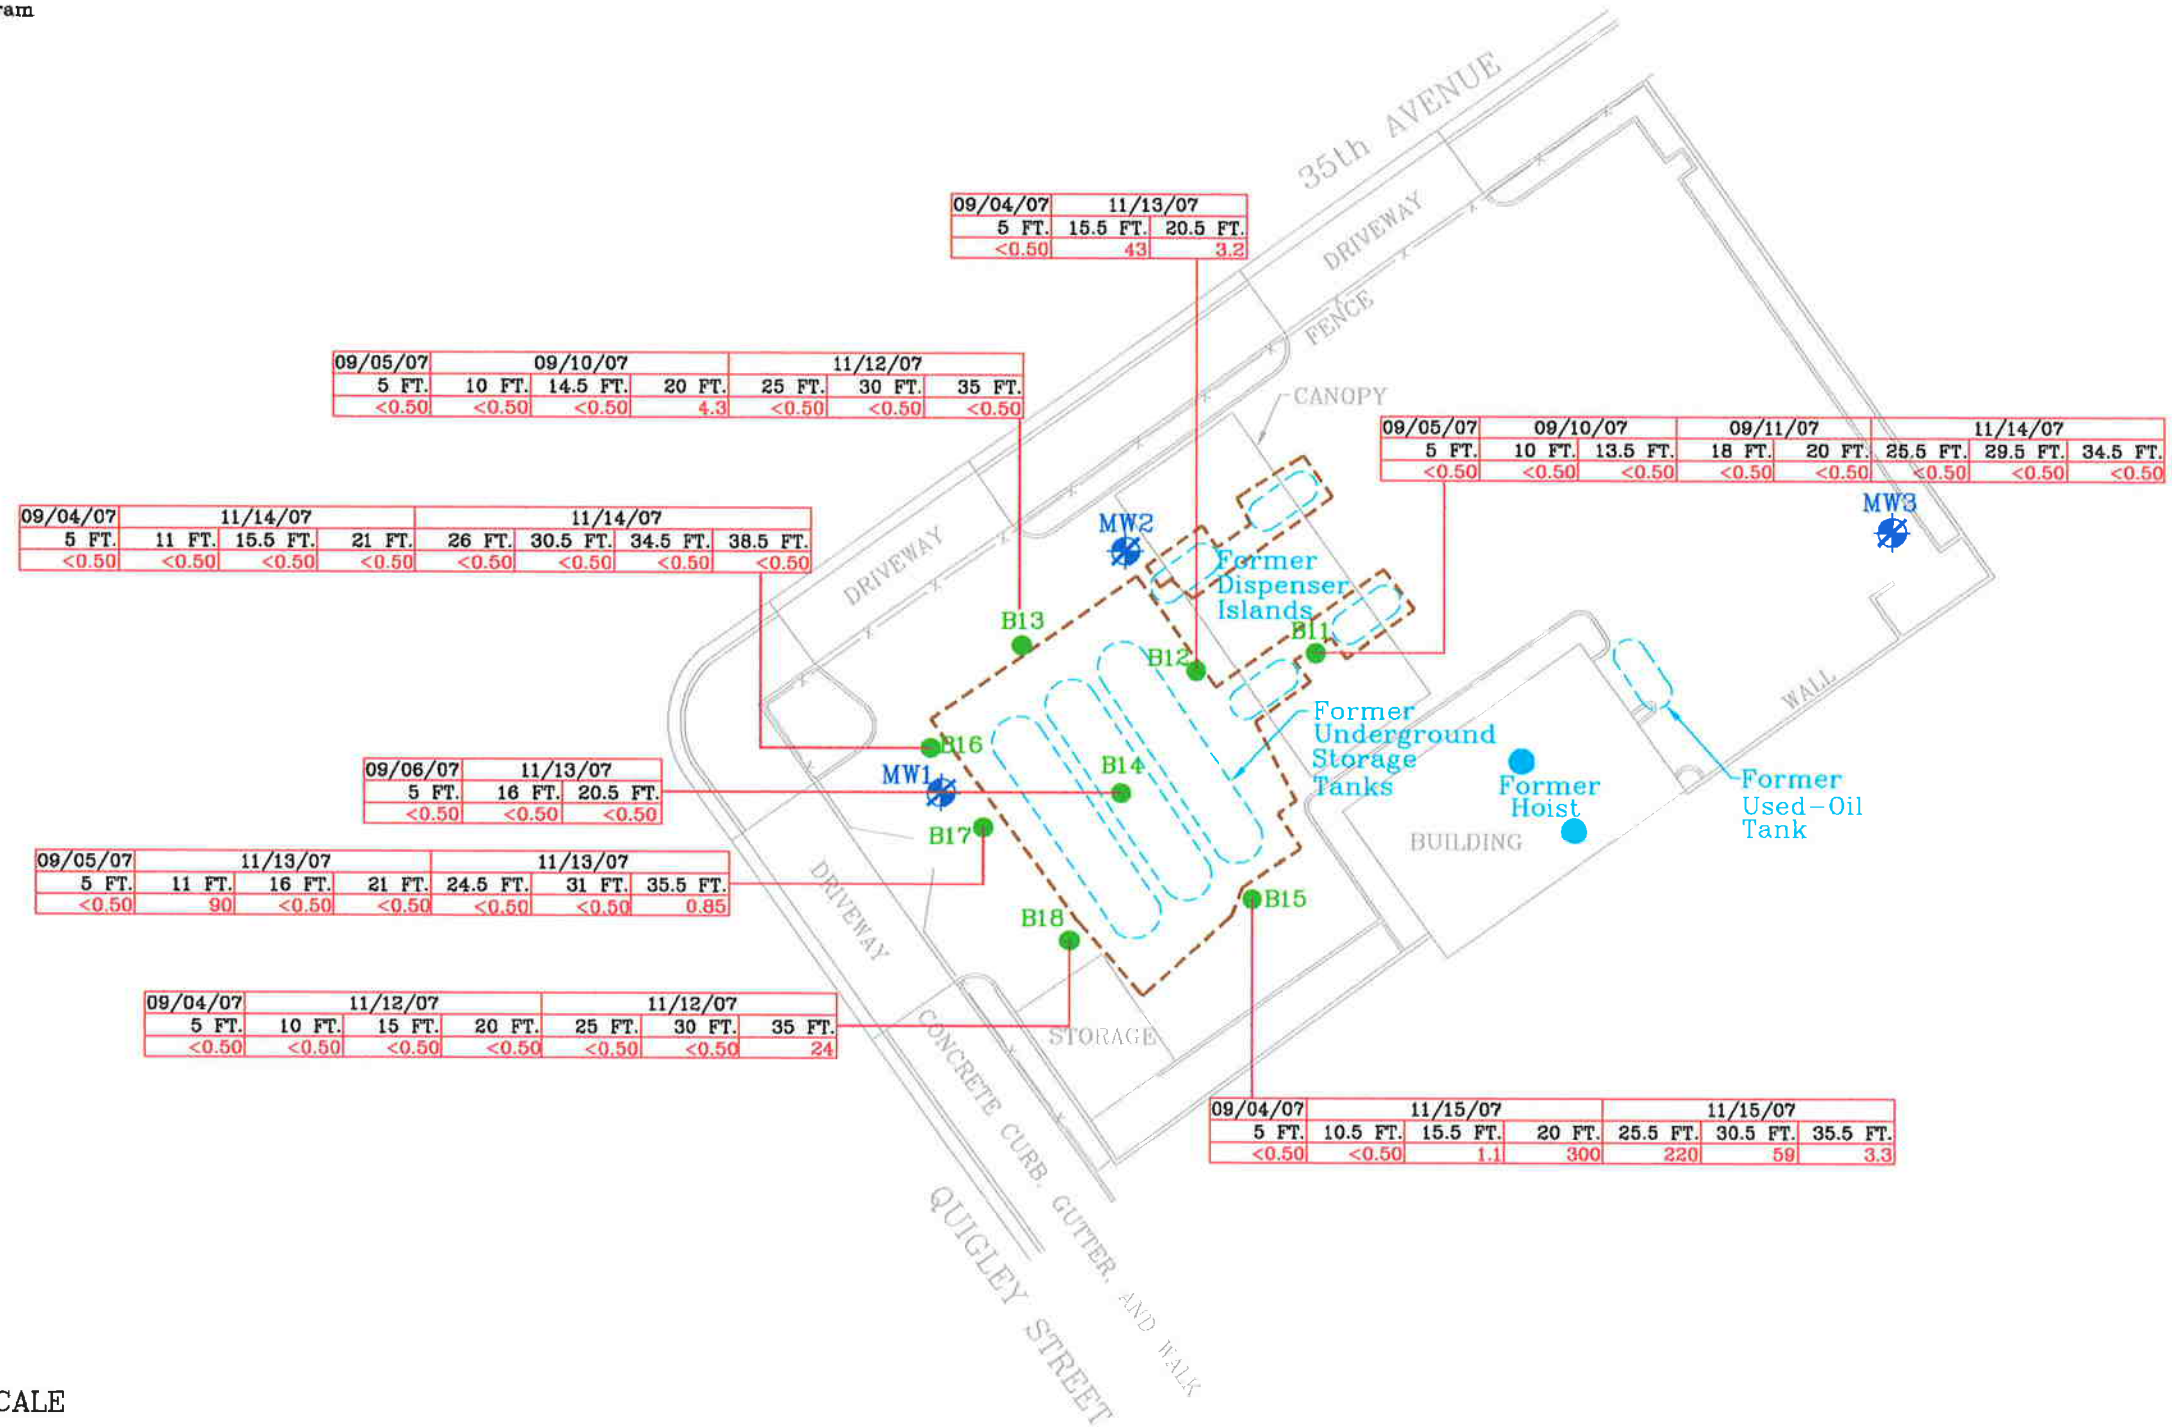 ram
35th AVENUE
09/04/07 11/13/07
5 FT. 15.5 FT. 20.5 FT.
<0.50 43 3.2
DRIVEWAY
FENCE
09/05/07 09/10/07 11/12/07
5 FT. 10 FT. 14.5 FT. 20 FT. 25 FT. 30 FT. 35 FT.
<0.50 <0.50 <0.50 4.3 <0.50 <0.50 <0.50
CANOPY
09/05/07 09/10/07 09/11/07 11/14/07
5 FT. 10 FT. 13.5 FT. 18 FT. 20 FT. 25.5 FT. 29.5 FT. 34.5 FT.
<0.50 <0.50 <0.50 <0.50 <0.50 <0.50 <0.50 <0.50
MW3
09/04/07 11/14/07 11/14/07
5 FT. 11 FT. 15.5 FT. 21 FT. 26 FT. 30.5 FT. 34.5 FT. 38.5 FT.
<0.50 <0.50 <0.50 <0.50 <0.50 <0.50 <0.50 <0.50
MW2
DRIVEWAY
Former
Dispenser
Islands
B13
B11
B12
WALL
Former
Underground
Storage
Tanks
B16
09/06/07 11/13/07
5 FT. 16 FT. 20.5 FT.
<0.50 <0.50 <0.50
MW1
B14
Former
Hoist
Former
Used-Oil
Tank
B17
BUILDING
09/05/07 11/13/07 11/13/07
5 FT. 11 FT. 16 FT. 21 FT. 24.5 FT. 31 FT. 35.5 FT.
<0.50 90 <0.50 <0.50 <0.50 <0.50 0.85
DRIVEWAY
B15
B18
09/04/07 11/12/07 11/12/07
5 FT. 10 FT. 15 FT. 20 FT. 25 FT. 30 FT. 35 FT.
<0.50 <0.50 <0.50 <0.50 <0.50 <0.50 24
STORAGE
CONCRETE CURB, GUTTER, AND WALK
09/04/07 11/15/07 11/15/07
5 FT. 10.5 FT. 15.5 FT. 20 FT. 25.5 FT. 30.5 FT. 35.5 FT.
<0.50 <0.50 1.1 300 220 59 3.3
QUIGLEY STREET
CALE